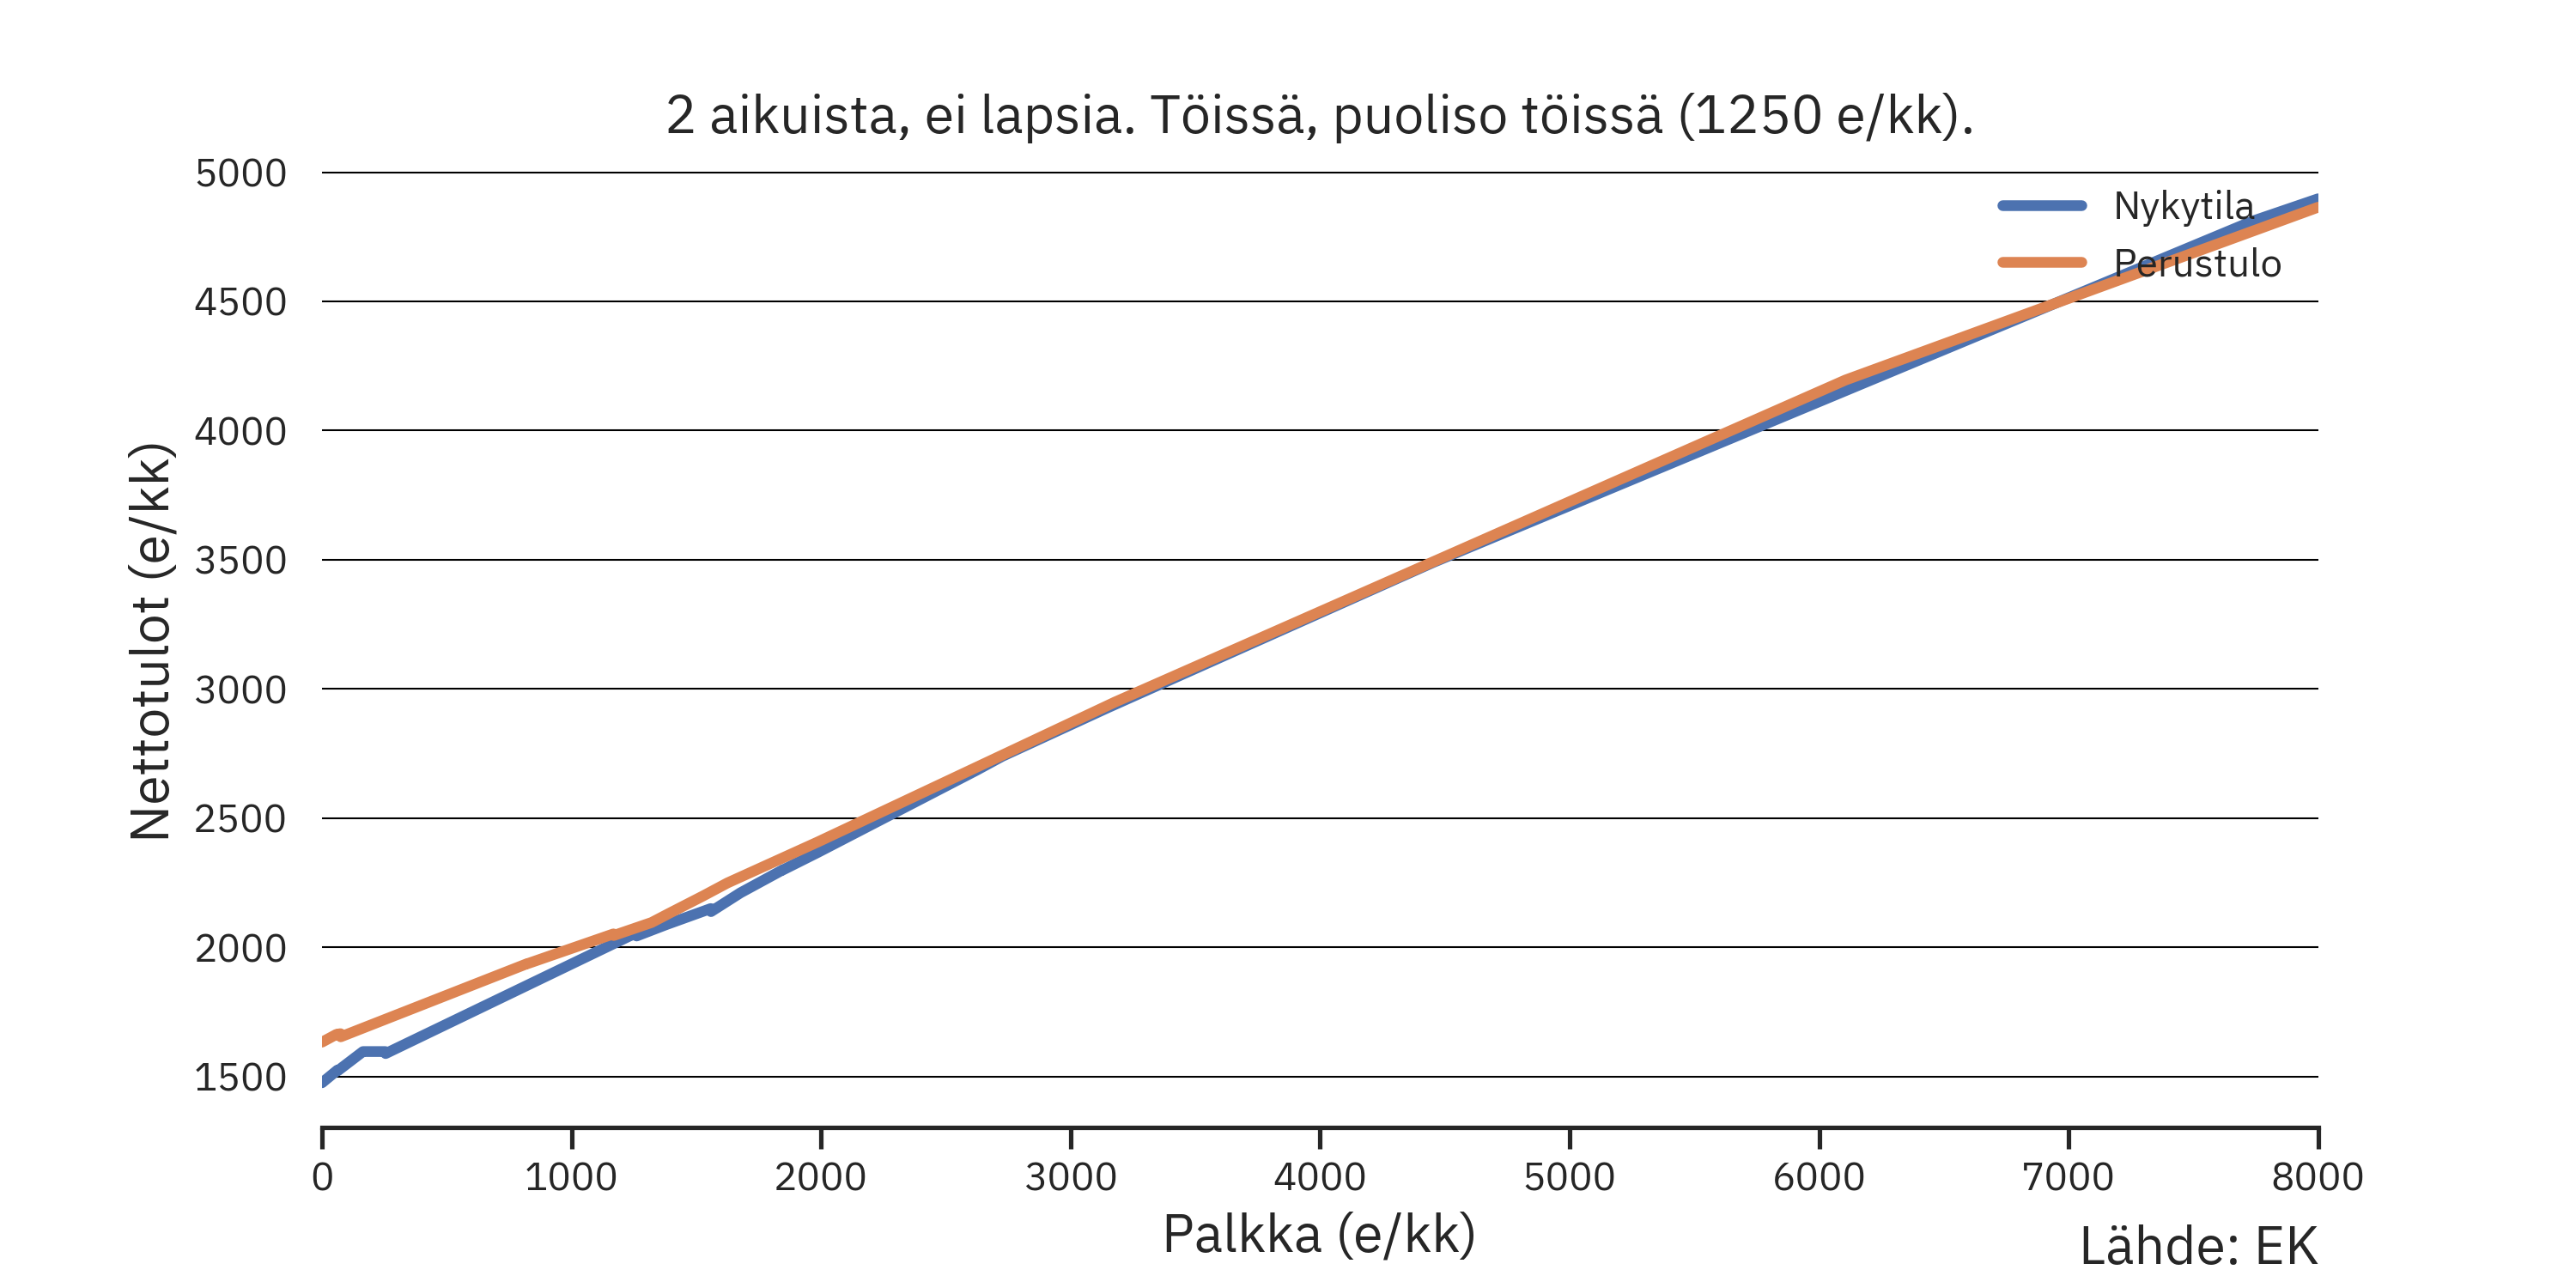 2 aikuista, ei lapsia. Töissä, puoliso töissä (1250 e/kk).
Nykytila
Perustulo
Nettotulot (e/kk)
5000
4500
4000
3500
3000
2500
2000
1500
0 1000 2000 3000 4000 5000 6000 7000 8000
Palkka (e/kk)
Lähde: EK